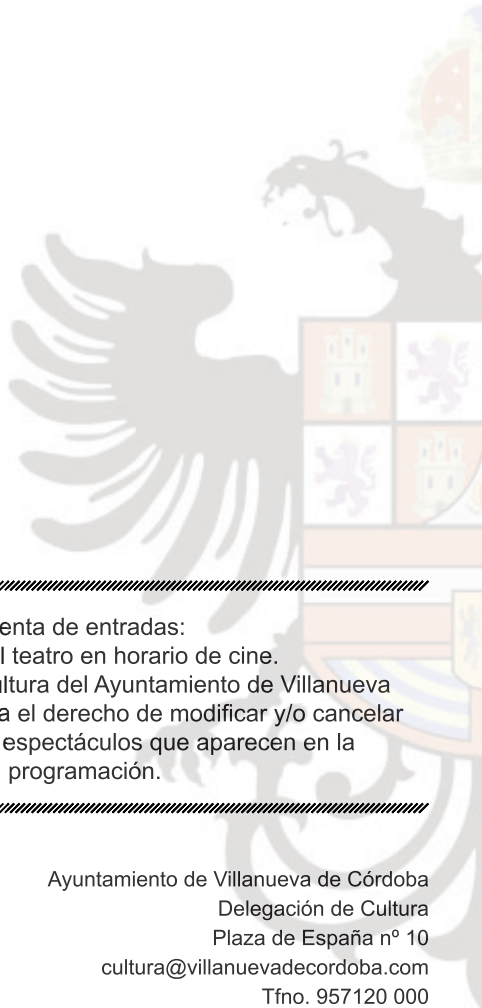 enta de entradas:
l teatro en horario de cine.
ultura del Ayuntamiento de Villanueva
a el derecho de modificar y/o cancelar
espectáculos que aparecen en la
programación.
Ayuntamiento de Villanueva de Córdoba
Delegación de Cultura
Plaza de España nº 10
cultura@villanuevadecordoba.com
Tfno. 957120 000